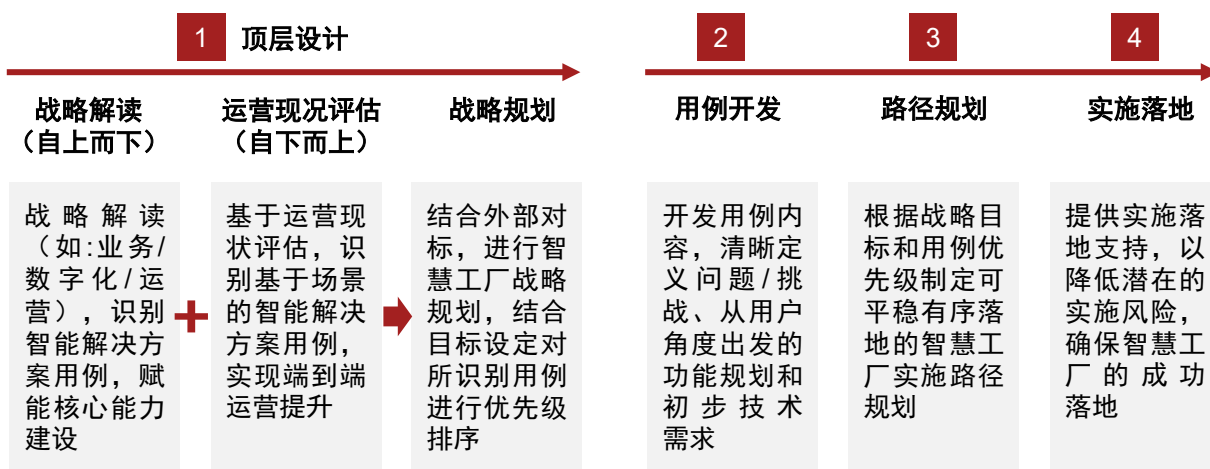 1 顶层设计
战略解读
（自上而下）
运营现况评估
（自下而上）
战略规划
战略解读
（如:业务/
数字化/运
营），识别
智能解决方
案用例，赋
能核心能力
建设
基于运营现
状评估，识
别基于场景
的智能解决
方案用例，
实现端到端
运营提升
结合外部对
标，进行智
慧工厂战略
规划，结合
目标设定对
所识别用例
进行优先级
排序
2
用例开发
开发用例内
容，清晰定
义问题/挑
战、从用户
角度出发的
功能规划和
初步技术
需求
3
路径规划
根据战略目
标和用例优
先级制定可
平稳有序落
地的智慧工
厂实施路径
规划
4
实施落地
提供实施落
地支持，以
降低潜在的
实施风险，
确保智慧工
厂的成功
落地